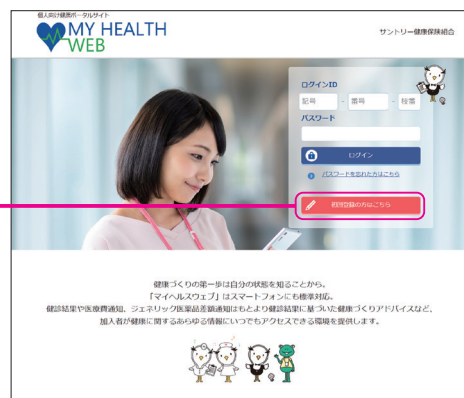 個人向け健康ポータルサイト
MY HEALTH
WEB
サントリー健康保険組合
ログインID
記号 - 番号 - 枝番
パスワード
ログイン
パスワードを忘れた方はこちら
初回登録の方はこちら
健康づくりの第一歩は自分の状態を知ることから。
「マイヘルスウェブ」はスマートフォンにも標準対応。
健診結果や医療費通知、ジェネリック医薬品差額通知はもとより健診結果に基づいた健康づくりアドバイスなど、
加入者が健康に関するあらゆる情報にいつでもアクセスできる環境を提供します。